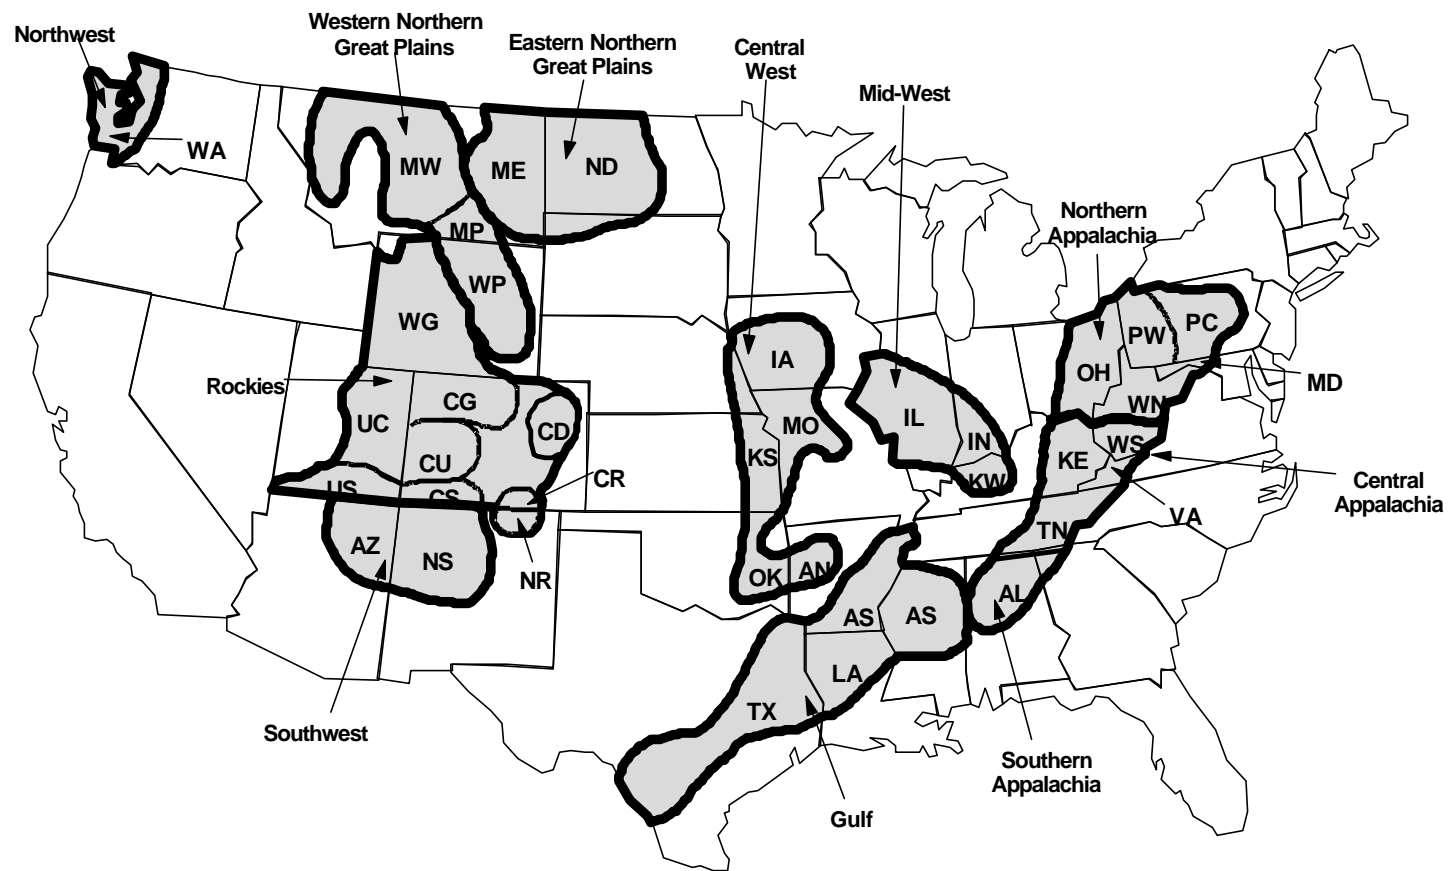 Western Northern
Great Plains
Northwest
Eastern Northern
Great Plains
Central
West
Mid-West
WA
MW
ME
ND
Northern
Appalachia
MP
WP
WG
PW
PC
IA
OH
MD
Rockies
CG
UC
CD
WN
IL
MO
IN
KS
WS
KE
CU
CR
KW
Central
Appalachia
US
CS
VA
TN
AZ
NS
NR
OK
AN
AL
AS
AS
LA
TX
Southwest
Southern
Appalachia
Gulf